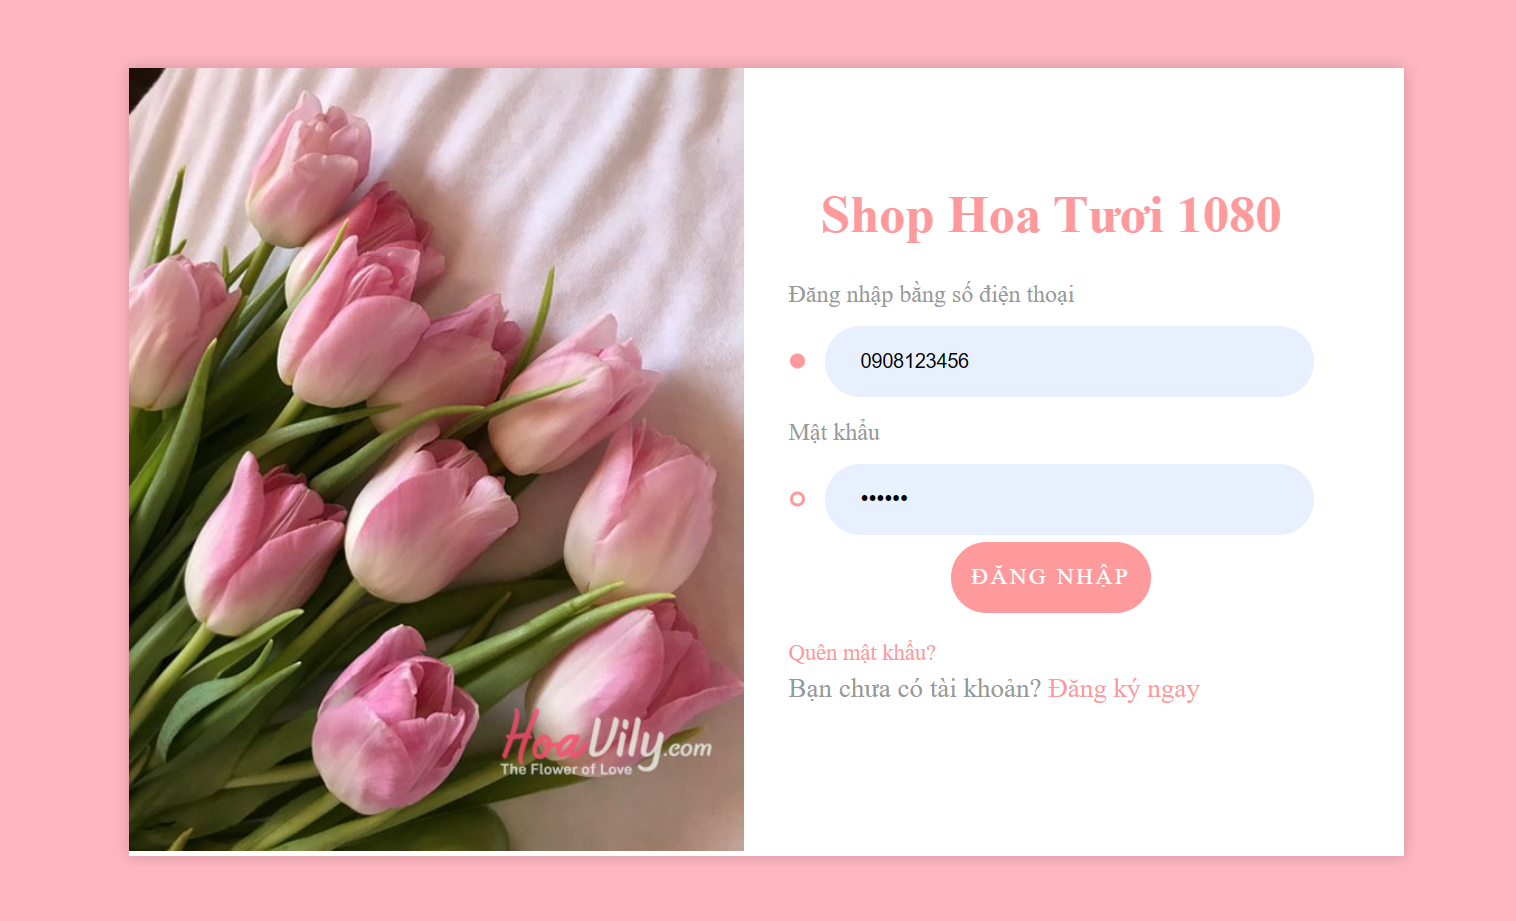 Shop Hoa Tươi 1080
Đăng nhập bằng số điện thoại
0908123456
Mật khẩu
••••••
ĐĂNG NHẬP
Quên mật khẩu?
Bạn chưa có tài khoản? Đăng ký ngay
HoaVily.com
The Flower of Love